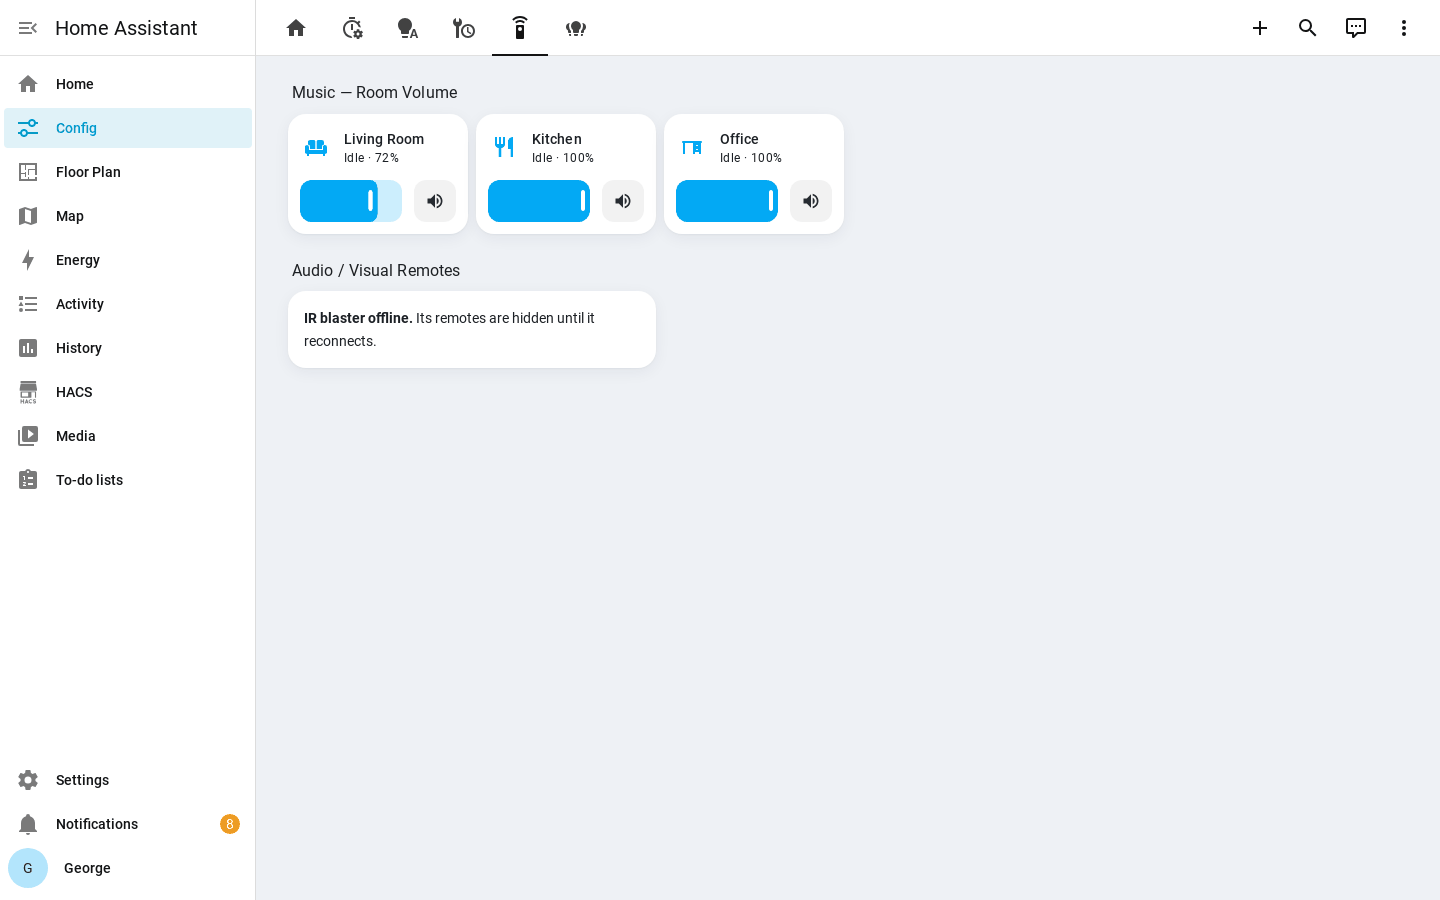 Home Assistant
Home
Config
Floor Plan
Map
Energy
Activity
History
HACS
HACS
Media
To-do lists
Settings
Notifications 8
G George
A
Music — Room Volume
Living Room
Idle · 72%
Kitchen
Idle · 100%
Office
Idle · 100%
Audio / Visual Remotes
IR blaster offline. Its remotes are hidden until it
reconnects.